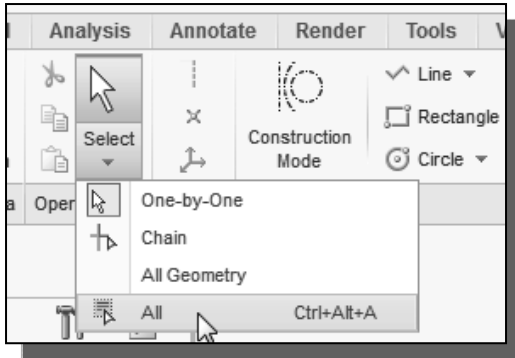 Analysis Annotate Render Tools
Line
Select Construction Mode Rectangle
Circle
Oper
One-by-One
Chain
All Geometry
All Ctrl+Alt+A